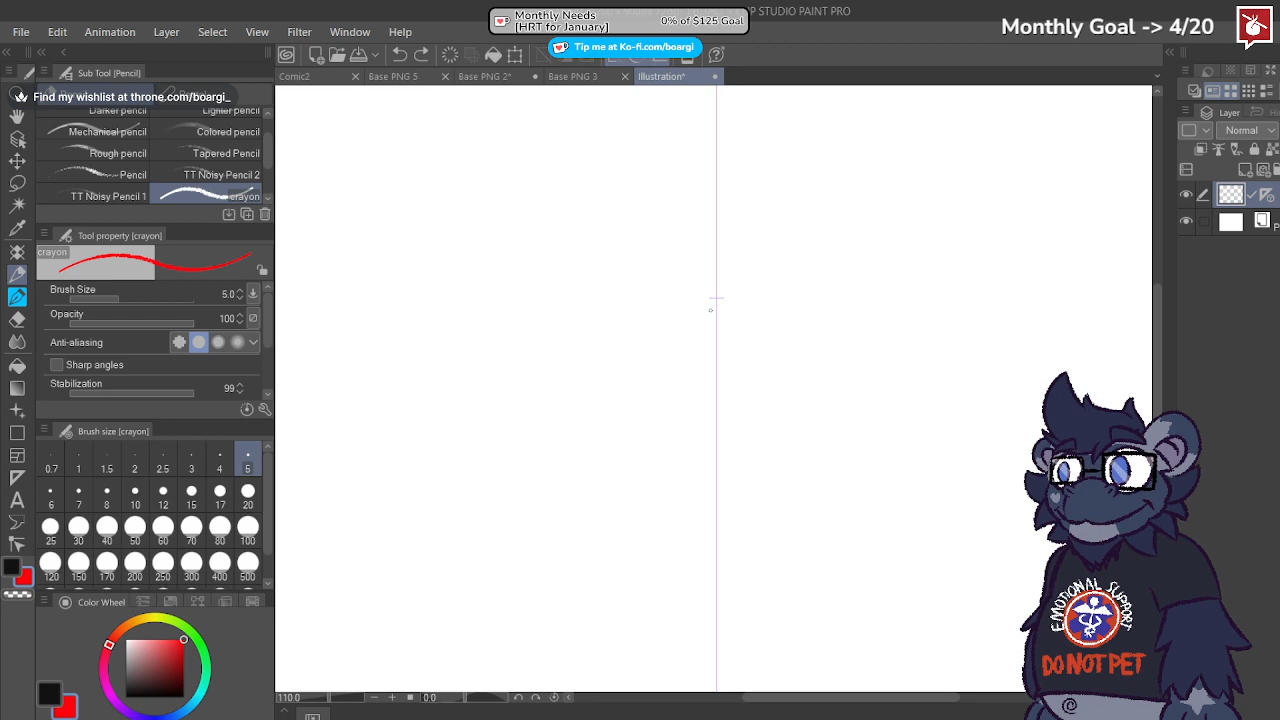 Monthly Needs
[HRT for January]
0% of $125 Goal
P STUDIO PAINT PRO
Monthly Goal -> 4/20
File Edit Animation Layer Select View Filter Window Help
Tip me at Ko-fi.com/boargi
Sub Tool [Pencil]
Comic2
Base PNG 5
Base PNG 2*
Base PNG 3
Illustration*
Find my wishlist at throne.com/boargi_
Darker pencil
Lighter pencil
Mechanical pencil
Colored pencil
Rough pencil
Tapered Pencil
Pencil
TT Noisy Pencil 2
TT Noisy Pencil 1
crayon
Layer
Normal
Tool property [crayon]
crayon
Brush Size 5.0
Opacity 100
Anti-aliasing
Sharp angles
Stabilization 99
Brush size [crayon]
0.7 1 1.5 2 2.5 3 4 5
6 7 8 10 12 15 17 20
25 30 40 50 60 70 80 100
120 150 170 200 250 300 400 500
Color Wheel
110.0
0.0
EMOTIONAL SUPPORT
DO NOT PET